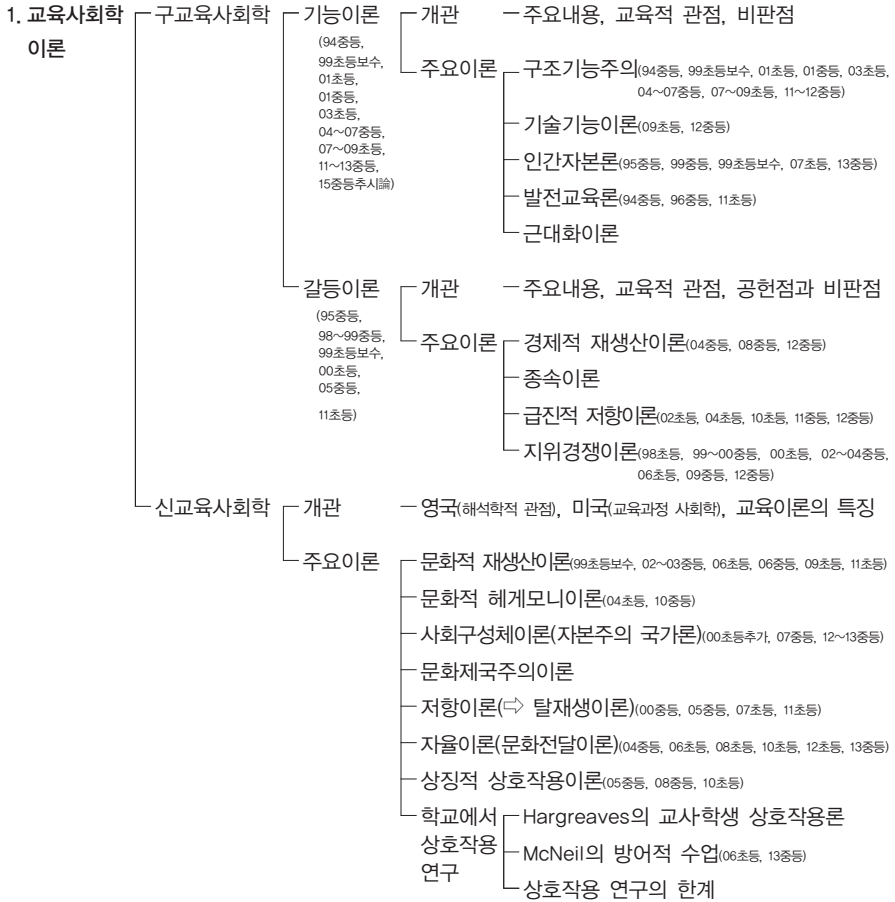 1. 교육사회학 이론
구교육사회학
기능이론
(94중등,
99초등보수,
01초등,
01중등,
03초등,
04~07중등,
07~09초등,
11~13중등,
15중등추시論)
개관
주요내용, 교육적 관점, 비판점
주요이론
구조기능주의(94중등, 99초등보수, 01초등, 01중등, 03초등,
04~07중등, 07~09초등, 11~12중등)
기술기능이론(09초등, 12중등)
인간자본론(95중등, 99중등, 99초등보수, 07초등, 13중등)
발전교육론(94중등, 96중등, 11초등)
근대화이론
갈등이론
(95중등,
98~99중등,
99초등보수,
00초등,
05중등,
11초등)
개관
주요내용, 교육적 관점, 공헌점과 비판점
주요이론
경제적 재생산이론(04중등, 08중등, 12중등)
종속이론
급진적 저항이론(02초등, 04초등, 10초등, 11중등, 12중등)
지위경쟁이론(98초등, 99~00중등, 00초등, 02~04중등,
06초등, 09중등, 12중등)
신교육사회학
개관
영국(해석학적 관점), 미국(교육과정 사회학), 교육이론의 특징
주요이론
문화적 재생산이론(99초등보수, 02~03중등, 06초등, 06중등, 09초등, 11초등)
문화적 헤게모니이론(04초등, 10중등)
사회구성체이론(자본주의 국가론)(00초등추가, 07중등, 12~13중등)
문화제국주의이론
저항이론(⇨ 탈재생이론)(00중등, 05중등, 07초등, 11초등)
자율이론(문화전달이론)(04중등, 06초등, 08초등, 10초등, 12초등, 13중등)
상징적 상호작용이론(05중등, 08중등, 10초등)
학교에서
상호작용
연구
Hargreaves의 교사·학생 상호작용론
McNeil의 방어적 수업(06초등, 13중등)
상호작용 연구의 한계